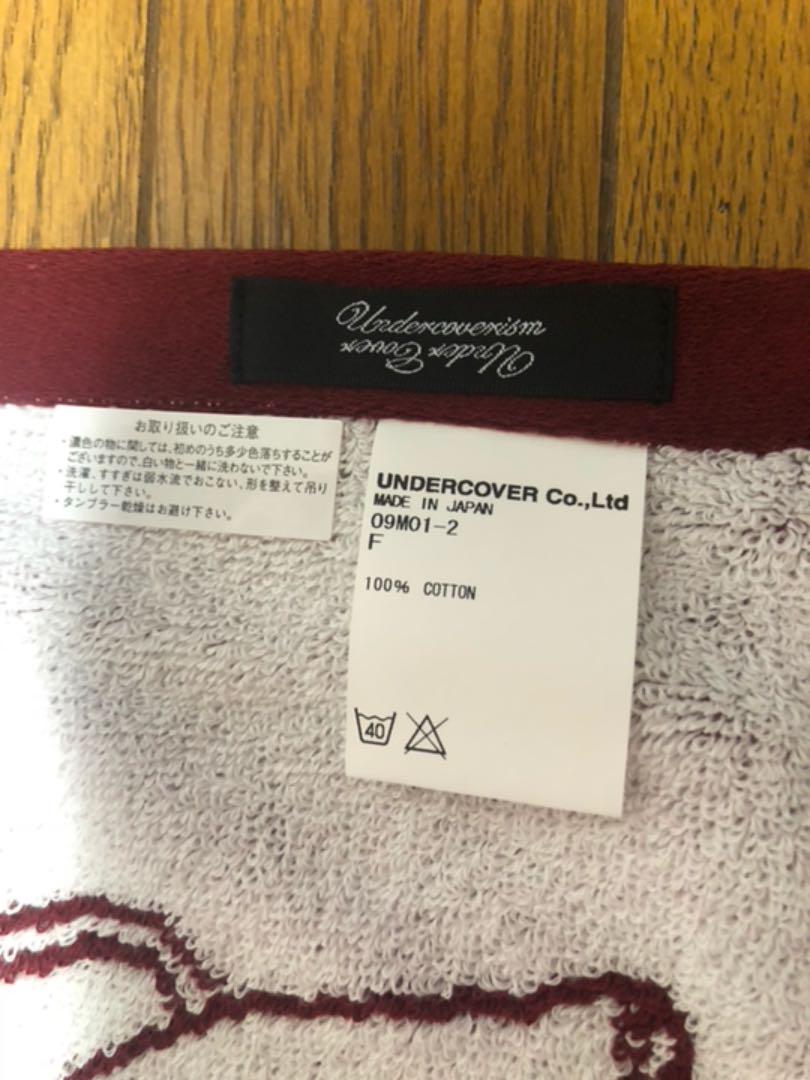 Undercoverism
Under Cover
お取り扱いのご注意
・濃色の物に関しては、初めのうち多少色落ちすることが
ございますので、白い物と一緒に洗わないで下さい。
・洗濯、すすぎは弱水流でおこない、形を整えて吊り
干しして下さい。
・タンブラー乾燥はお避け下さい。
UNDERCOVER Co.,Ltd
MADE IN JAPAN
09M01-2
F
100% COTTON
40